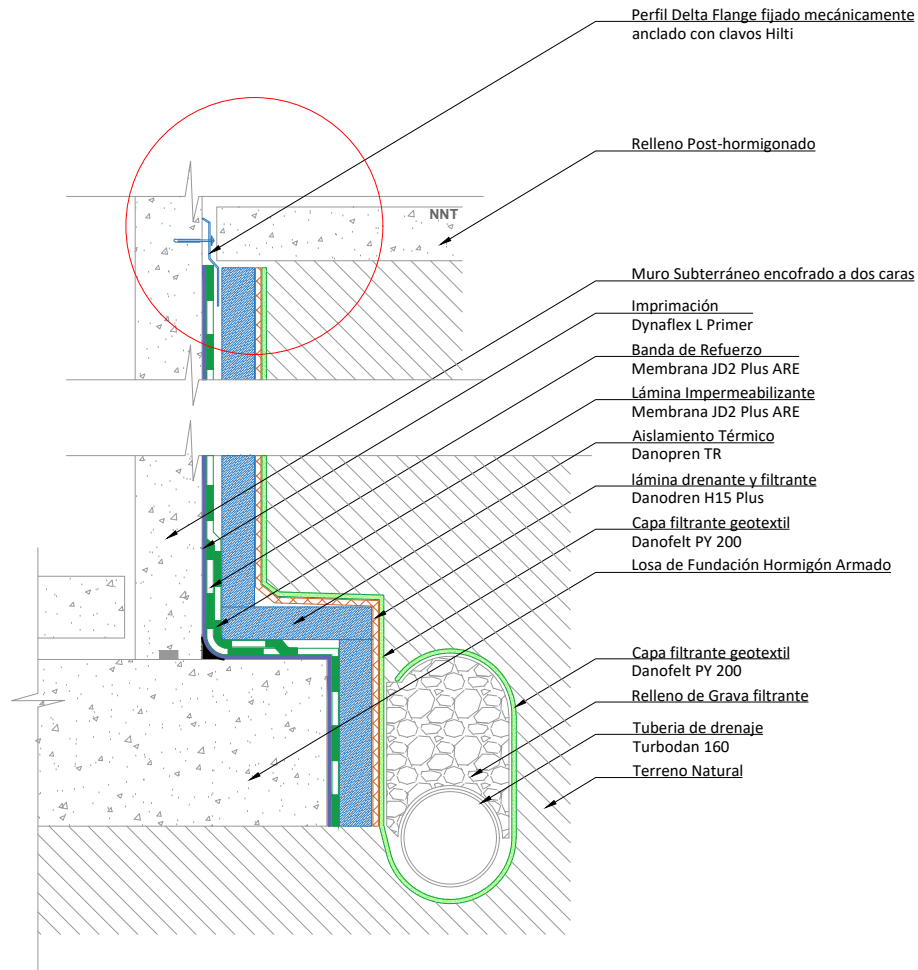 Perfil Delta Flange fijado mecánicamente
anclado con clavos Hilti
Relleno Post-hormigonado
NNT
Muro Subterráneo encofrado a dos caras
Imprimación
Dynaflex L Primer
Banda de Refuerzo
Membrana JD2 Plus ARE
Lámina Impermeabilizante
Membrana JD2 Plus ARE
Aislamiento Térmico
Danopren TR
lámina drenante y filtrante
Danodren H15 Plus
Capa filtrante geotextil
Danofelt PY 200
Losa de Fundación Hormigón Armado
Capa filtrante geotextil
Danofelt PY 200
Relleno de Grava filtrante
Tuberia de drenaje
Turbodan 160
Terreno Natural